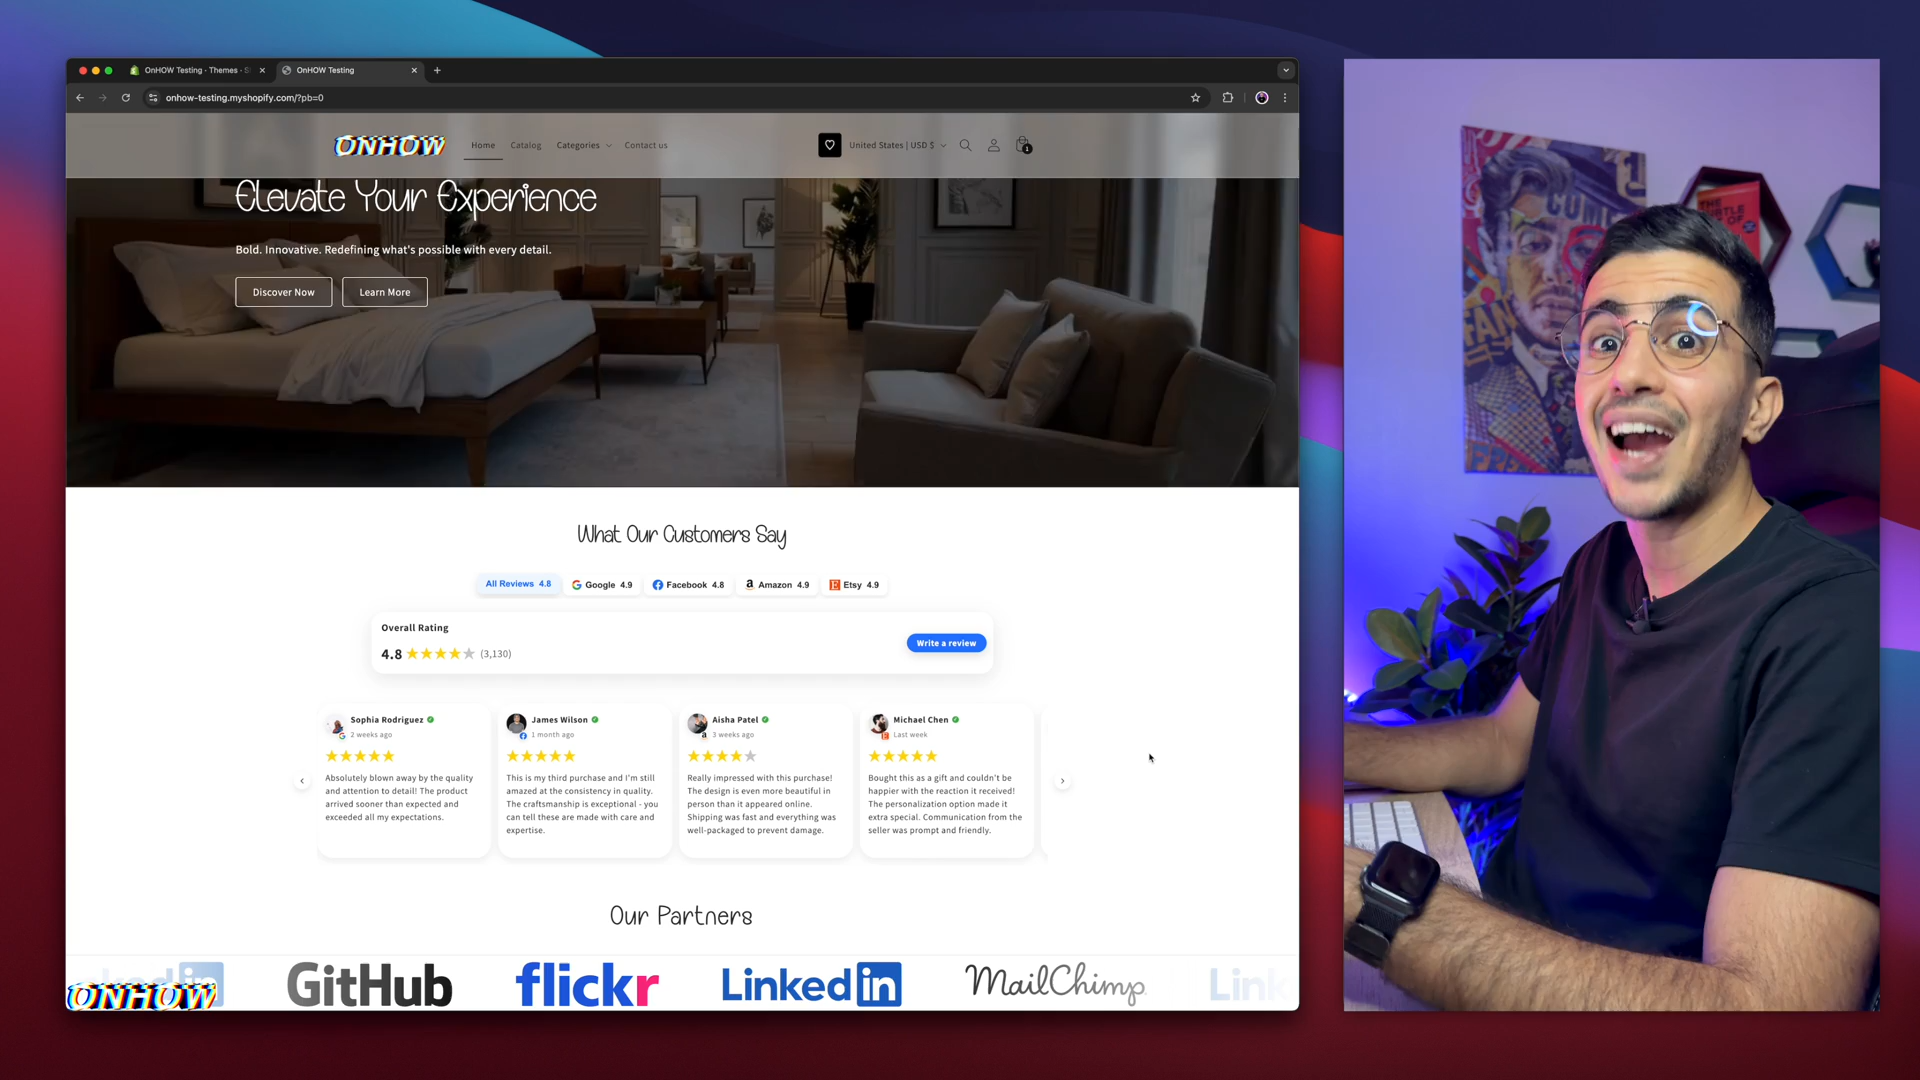 OnHOW Testing · Themes · S
OnHOW Testing
onhow-testing.myshopify.com/?pb=0
ONHOW
Home
Catalog
Categories
Contact us
United States | USD $
1
Elevate Your Experience
Bold. Innovative. Redefining what's possible with every detail.
Discover Now
Learn More
What Our Customers Say
All Reviews 4.8
Google 4.9
Facebook 4.8
Amazon 4.9
Etsy 4.9
Overall Rating
4.8 ★★★★★ (3,130)
Write a review
Sophia Rodriguez
2 weeks ago
Absolutely blown away by the quality
and attention to detail! The product
arrived sooner than expected and
exceeded all my expectations.
James Wilson
1 month ago
This is my third purchase and I'm still
amazed at the consistency in quality.
The craftsmanship is exceptional - you
can tell these are made with care and
expertise.
Aisha Patel
3 weeks ago
Really impressed with this purchase!
The design is even more beautiful in
person than it appeared online.
Shipping was fast and everything was
well-packaged to prevent damage.
Michael Chen
Last week
Bought this as a gift and couldn't be
happier with the reaction it received!
The personalization option made it
extra special. Communication from the
seller was prompt and friendly.
Our Partners
GitHub
flickr
Linkedin
MailChimp
Link
ONHOW
THE
SUBTLE